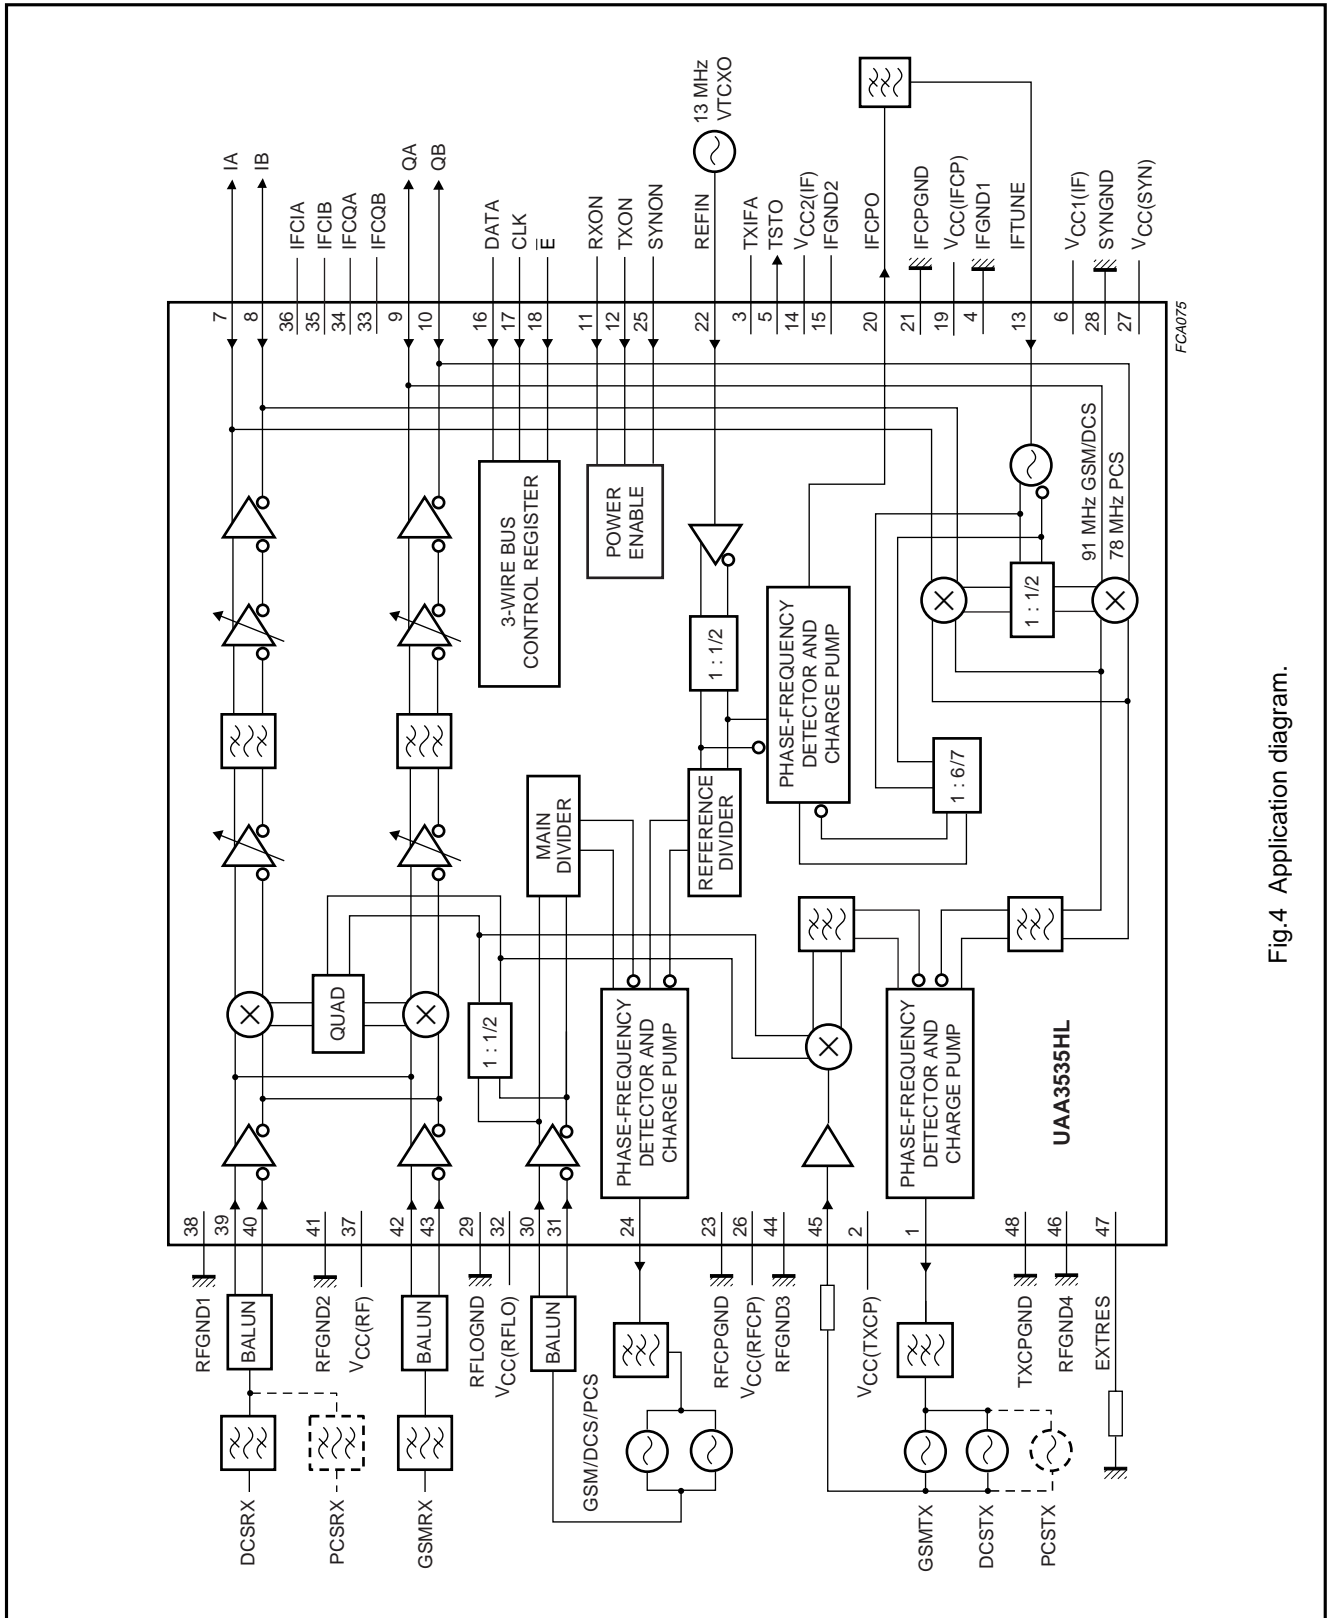 DCSRX
PCSRX
GSMRX
GSM/DCS/PCS
GSMTX
DCSTX
PCSTX
RFGND1
BALUN
RFGND2
VCC(RF)
BALUN
RFLOGND
VCC(RFLO)
BALUN
RFCPGND
VCC(RFCP)
RFGND3
VCC(TXCP)
TXCPGND
RFGND4
EXTRES
38
39
40
41
37
42
43
29
32
30
31
24
23
26
44
45
2
1
48
46
47
QUAD
1 : 1/2
MAIN
DIVIDER
PHASE-FREQUENCY
DETECTOR AND
CHARGE PUMP
REFERENCE
DIVIDER
PHASE-FREQUENCY
DETECTOR AND
CHARGE PUMP
UAA3535HL
3-WIRE BUS
CONTROL REGISTER
POWER
ENABLE
1 : 1/2
PHASE-FREQUENCY
DETECTOR AND
CHARGE PUMP
1 : 6/7
1 : 1/2
91 MHz GSM/DCS
78 MHz PCS
7
8
36
35
34
33
9
10
16
17
18
11
12
25
22
3
5
14
15
20
21
19
4
13
6
28
27
IA
IB
IFCIA
IFCIB
IFCQA
IFCQB
QA
QB
DATA
CLK
E̅
RXON
TXON
SYNON
REFIN
13 MHz
VTCXO
TXIFA
TSTO
VCC2(IF)
IFGND2
IFCPO
IFCPGND
VCC(IFCP)
IFGND1
IFTUNE
VCC1(IF)
SYNGND
VCC(SYN)
FCA075
Fig.4 Application diagram.